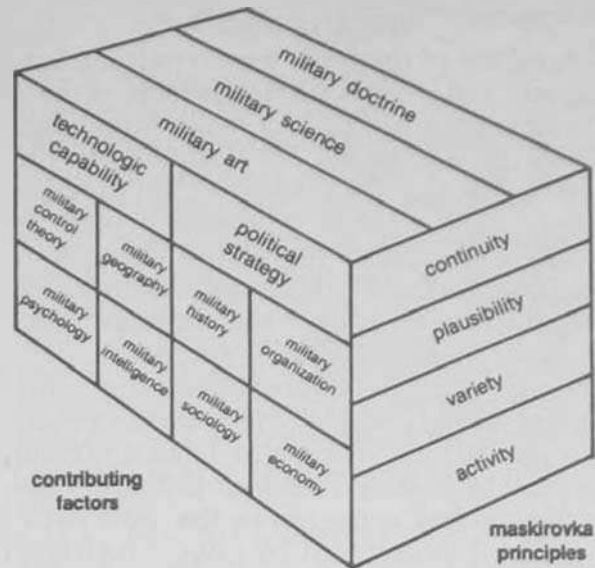 military doctrine
military science
military art
technologic
capability
political
strategy
military
control
theory
military
geography
military
history
military
organization
military
psychology
military
intelligence
military
sociology
military
economy
continuity
plausibility
variety
activity
contributing
factors
maskirovka
principles